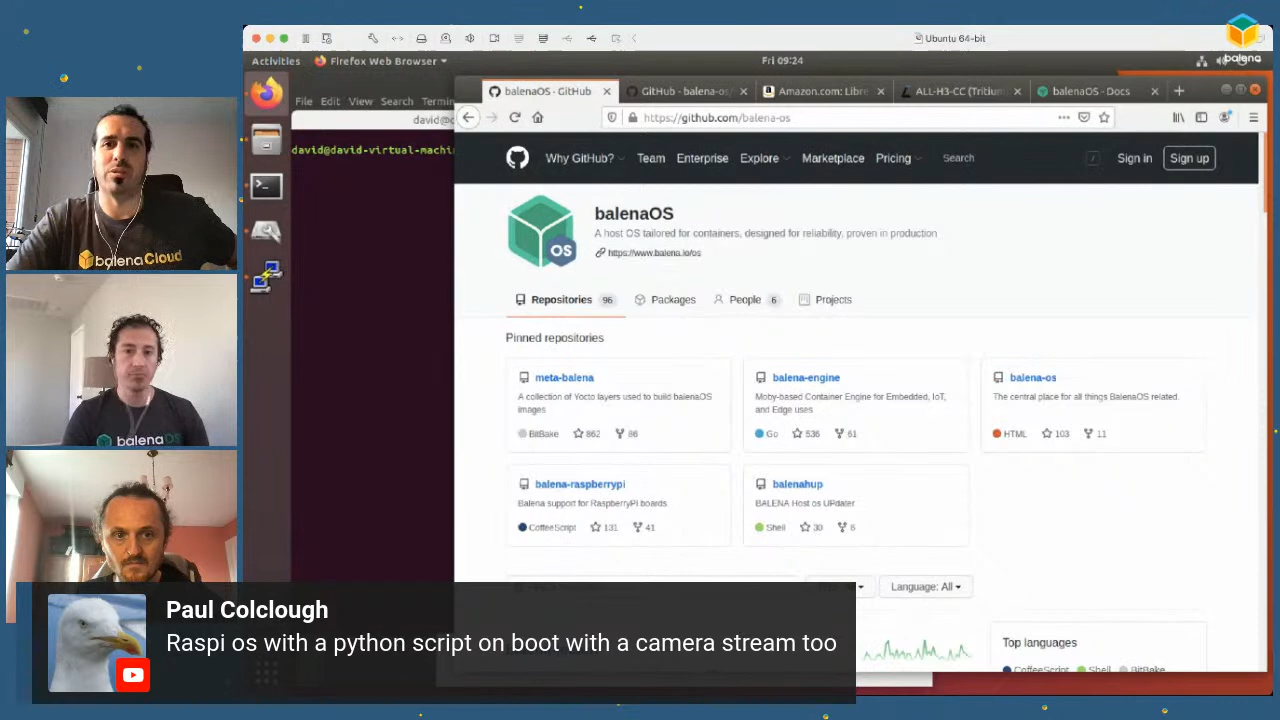 Ubuntu 64-bit
balena
Activities
Firefox Web Browser
Fri 09:24
File Edit View Search
david@
david@david-virtual-machi
balenaOS · GitHub
GitHub - balena-os/
Amazon.com: Libre
ALL-H3-CC (Tritium
balenaOS - Docs
https://github.com/balena-os
Why GitHub?
Team
Enterprise
Explore
Marketplace
Pricing
Search
/
Sign in
Sign up
balenaOS
A host OS tailored for containers, designed for reliability, proven in production
https://www.balena.io/os
OS
Repositories 96
Packages
People 6
Projects
Pinned repositories
meta-balena
A collection of Yocto layers used to build balenaOS
images
BitBake 862 86
balena-engine
Moby-based Container Engine for Embedded, IoT,
and Edge uses
Go 536 61
balena-os
The central place for all things BalenaOS related.
HTML 103 11
balena-raspberrypi
Balena support for RaspberryPi boards
CoffeeScript 131 41
balenahup
BALENA Host os UPdater
Shell 30 6
Language: All
Top languages
CoffeeScript Shell BitBake
balenaCloud
balenaOS
Paul Colclough
Raspi os with a python script on boot with a camera stream too